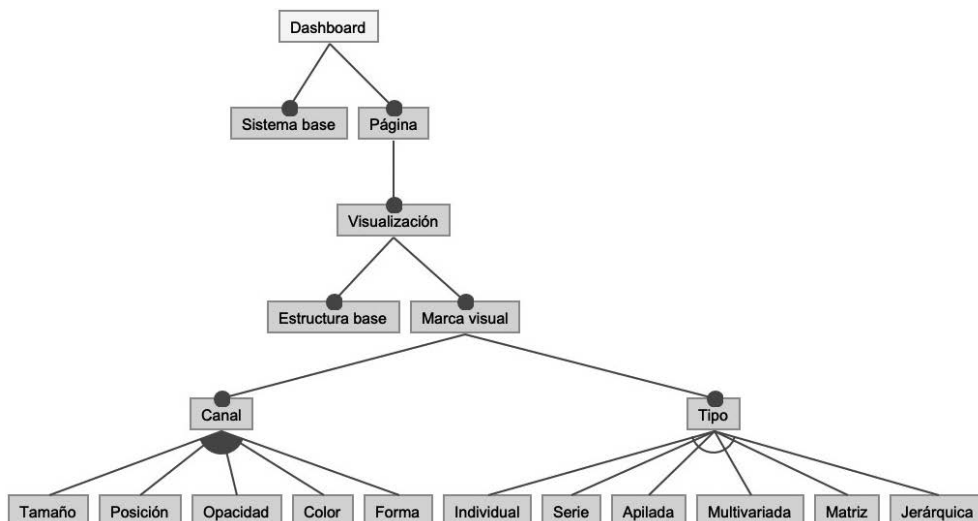 Dashboard
Sistema base
Página
Visualización
Estructura base
Marca visual
Canal
Tipo
Tamaño
Posición
Opacidad
Color
Forma
Individual
Serie
Apilada
Multivariada
Matriz
Jerárquica